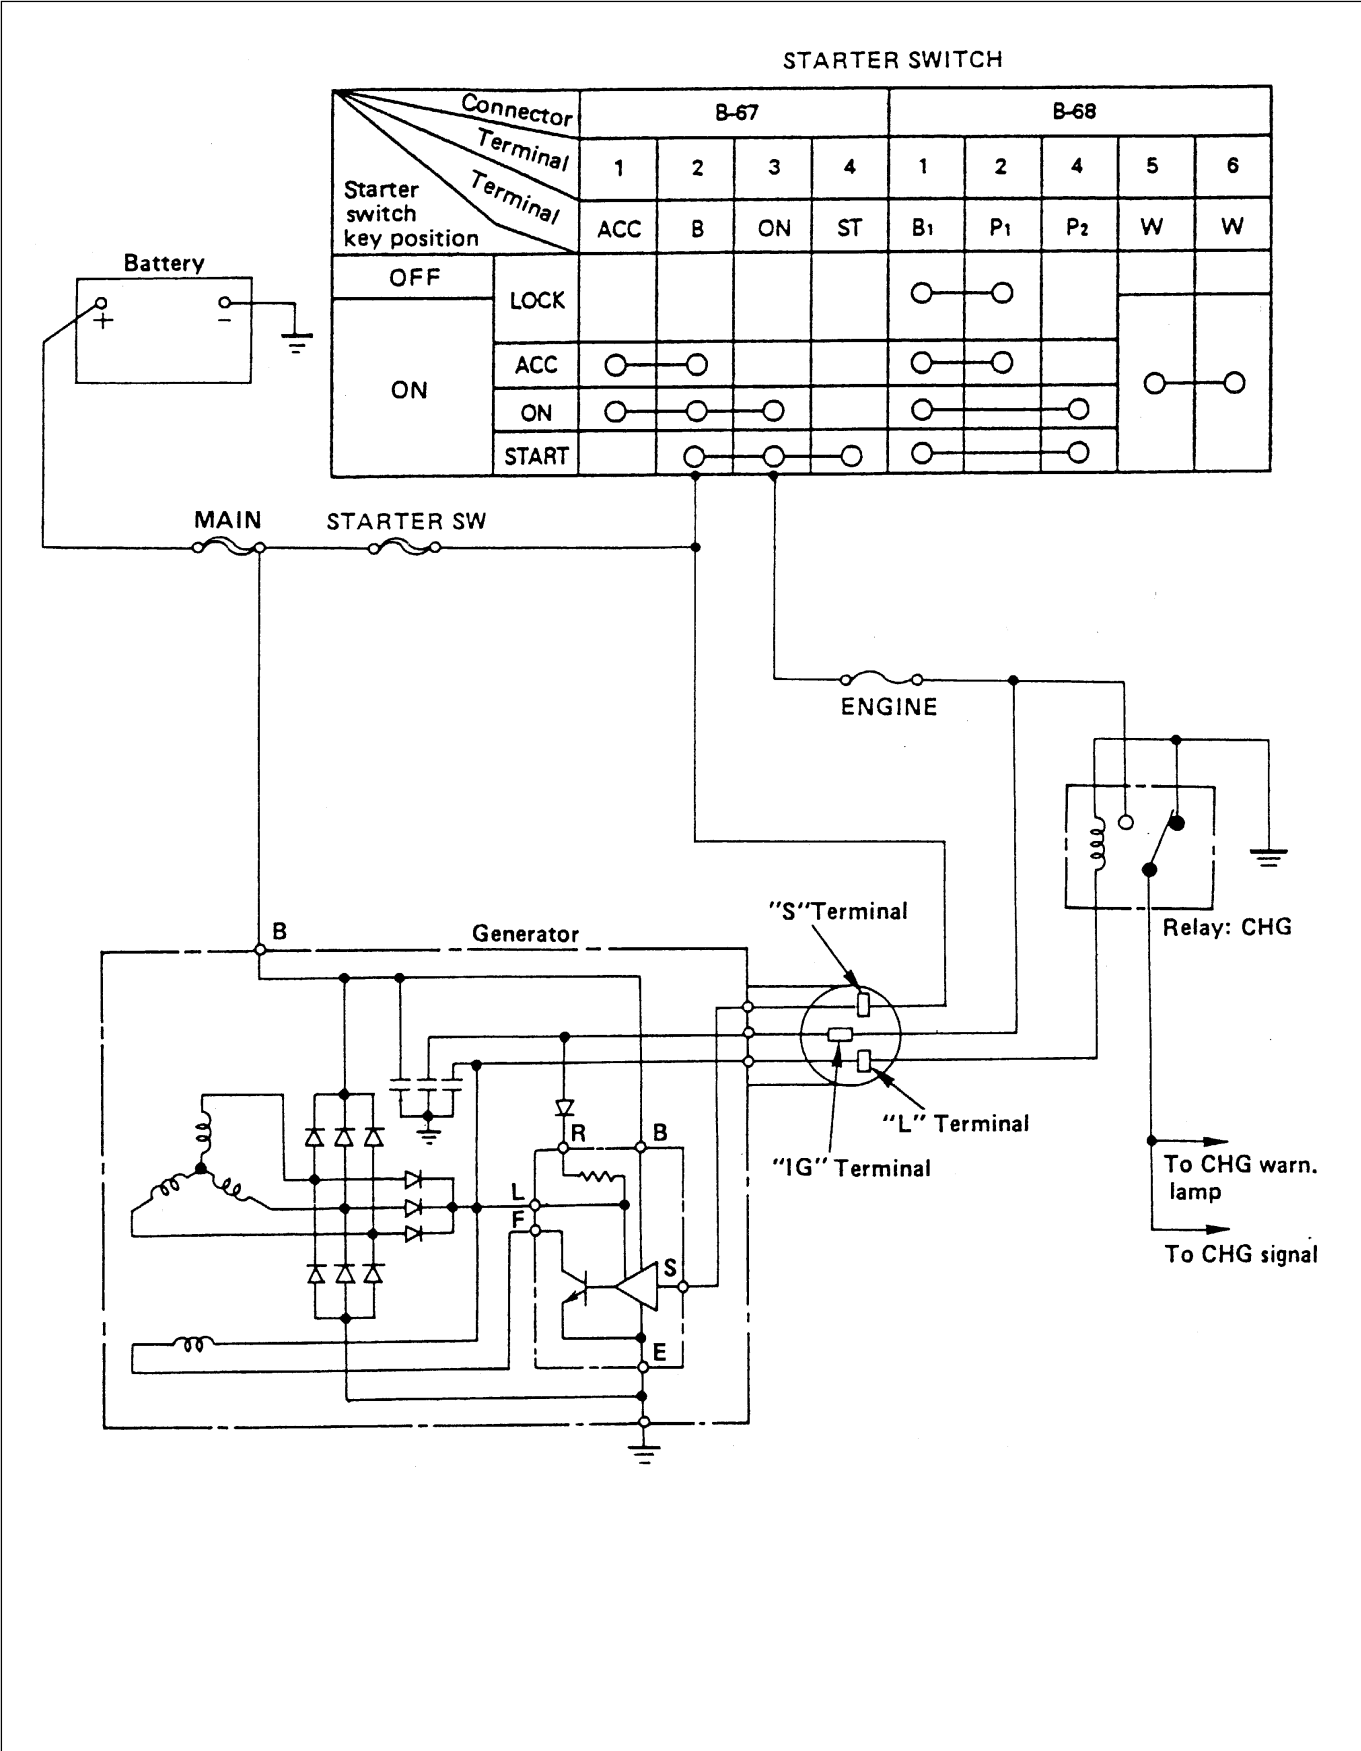 STARTER SWITCH
Connector
B-67
B-68
Terminal
1 2 3 4 1 2 4 5 6
Terminal
Starter
switch
key position
ACC B ON ST B1 P1 P2 W W
OFF
LOCK
ON
ACC
ON
START
Battery
+ −
MAIN
STARTER SW
ENGINE
Relay: CHG
"S" Terminal
B
Generator
"L" Terminal
"IG" Terminal
R
B
L
F
S
E
To CHG warn.
lamp
To CHG signal